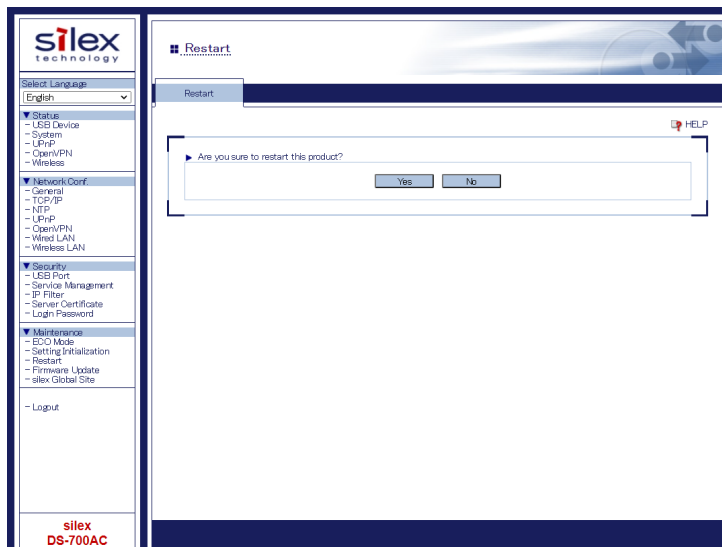 silex
technology
Select Language
English
▼ Status
- USB Device
- System
- UPnP
- OpenVPN
- Wireless
▼ Network Conf.
- General
- TCP/IP
- NTP
- UPnP
- OpenVPN
- Wired LAN
- Wireless LAN
▼ Security
- USB Port
- Service Management
- IP Filter
- Server Certificate
- Login Password
▼ Maintenance
- ECO Mode
- Setting Initialization
- Restart
- Firmware Update
- silex Global Site
- Logout
silex
DS-700AC
Restart
Restart
HELP
Are you sure to restart this product?
Yes No